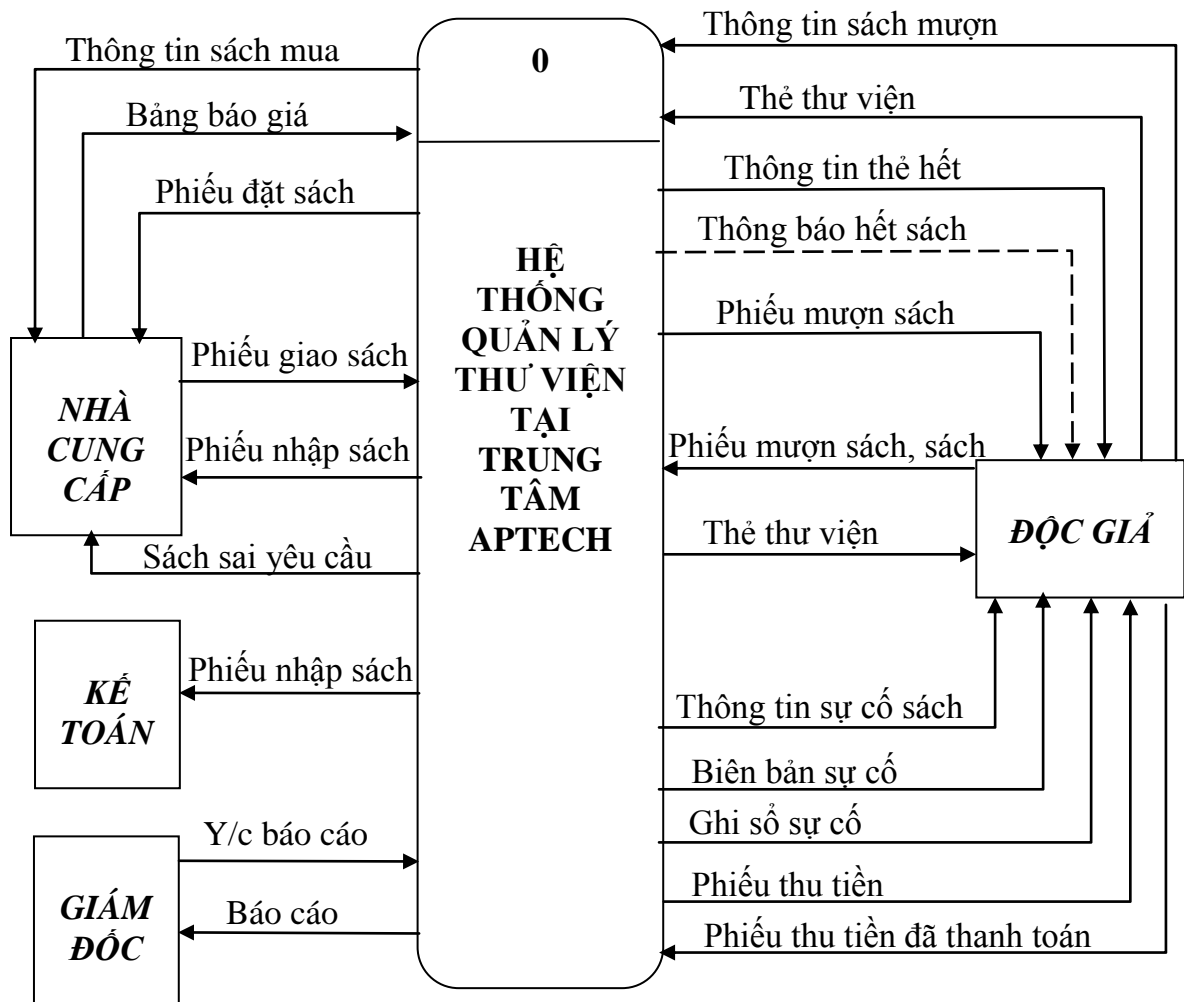 Thông tin sách mua
Bảng báo giá
Phiếu đặt sách
NHÀ
CUNG
CẤP
Phiếu giao sách
Phiếu nhập sách
Sách sai yêu cầu
KẾ
TOÁN
Phiếu nhập sách
GIÁM
ĐỐC
Y/c báo cáo
Báo cáo
0
HỆ
THỐNG
QUẢN LÝ
THƯ VIỆN
TẠI
TRUNG
TÂM
APTECH
Thông tin sách mượn
Thẻ thư viện
Thông tin thẻ hết
Thông báo hết sách
Phiếu mượn sách
Phiếu mượn sách, sách
Thẻ thư viện
ĐỘC GIẢ
Thông tin sự cố sách
Biên bản sự cố
Ghi sổ sự cố
Phiếu thu tiền
Phiếu thu tiền đã thanh toán